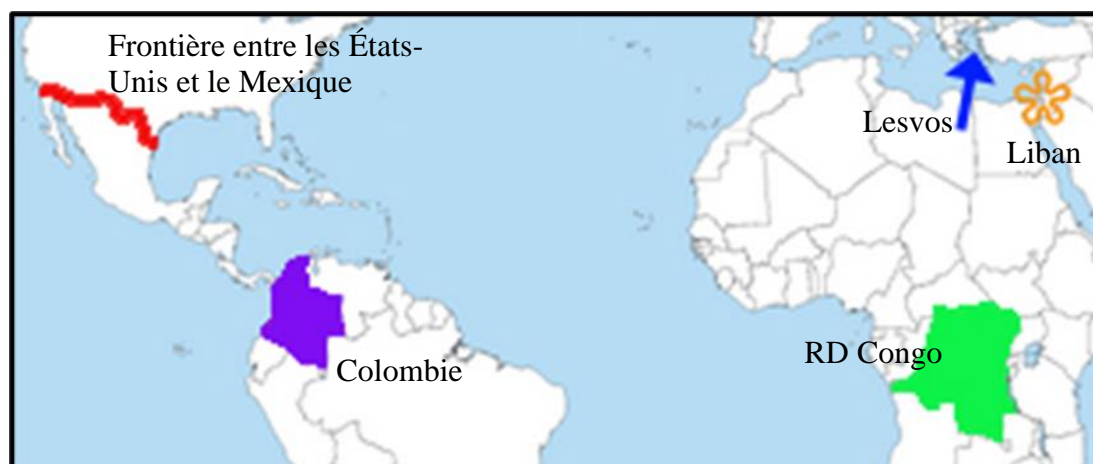 Frontière entre les États-
Unis et le Mexique
Lesvos
Liban
RD Congo
Colombie